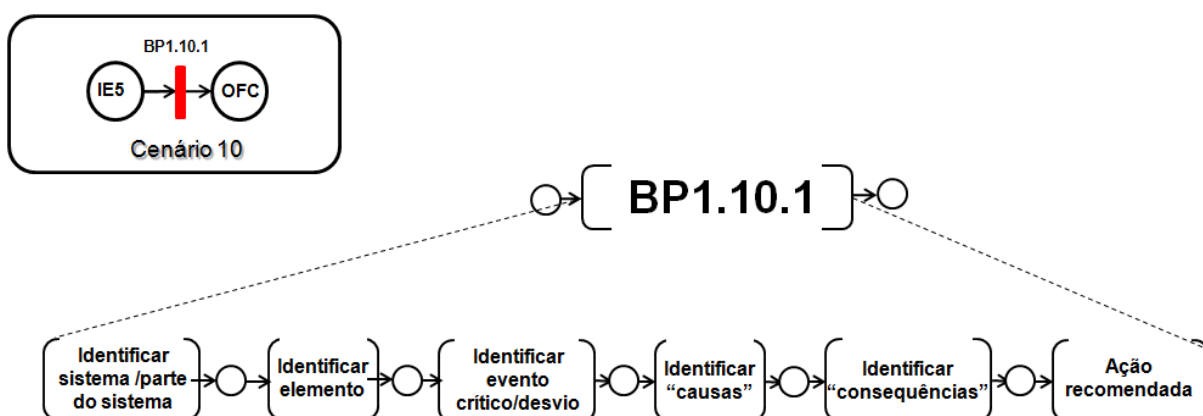 BP1.10.1
IE5
OFC
Cenário 10
BP1.10.1
Identificar
sistema /parte
do sistema
Identificar
elemento
Identificar
evento
crítico/desvio
Identificar
“causas”
Identificar
“consequências”
Ação
recomendada